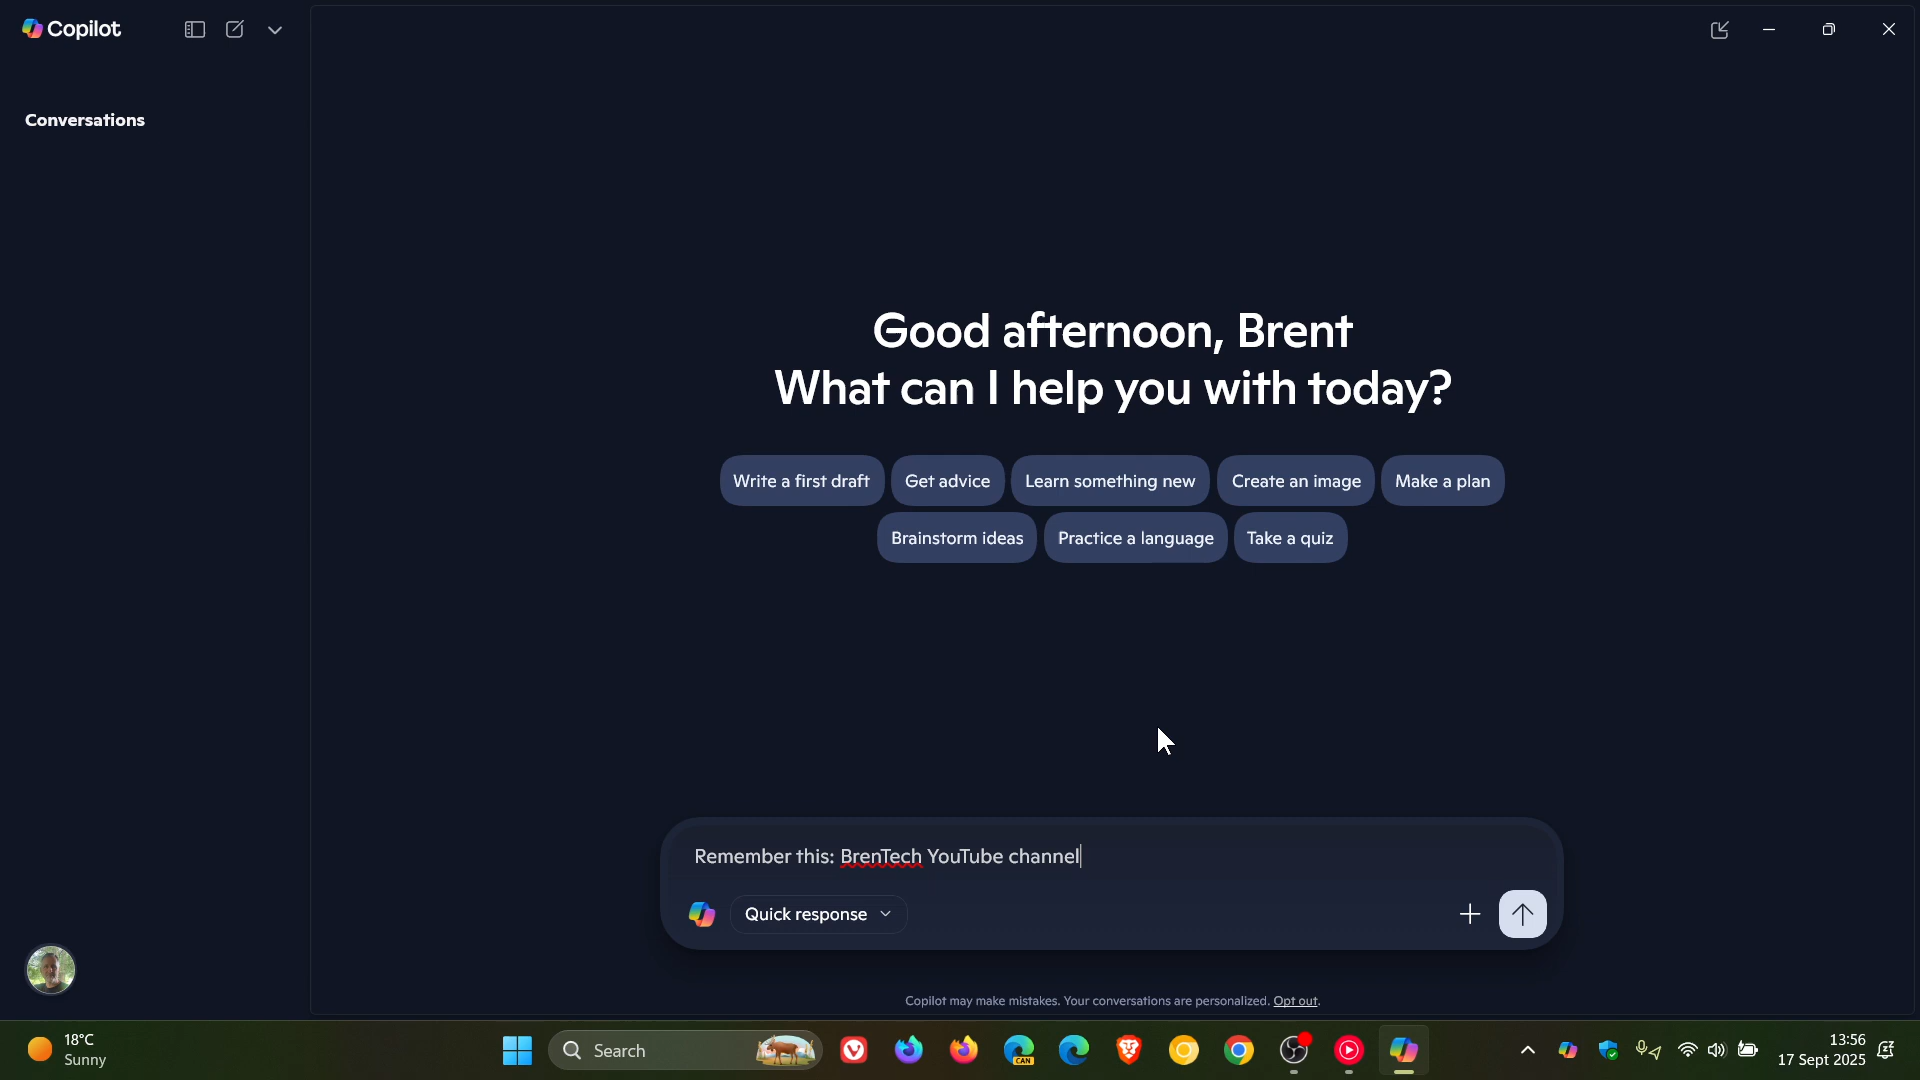 Copilot
Conversations
Good afternoon, Brent
What can I help you with today?
Write a first draft
Get advice
Learn something new
Create an image
Make a plan
Brainstorm ideas
Practice a language
Take a quiz
Remember this: BrenTech YouTube channel
Quick response
Copilot may make mistakes. Your conversations are personalized. Opt out.
18°C
Sunny
Search
CAN
13:56
17 Sept 2025